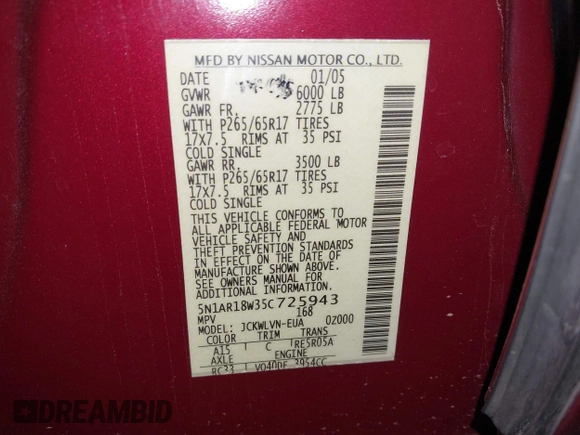 MFD BY NISSAN MOTOR CO., LTD.
DATE 01/05
GVWR 6000 LB
GAWR FR. 2775 LB
WITH P265/65R17 TIRES
17X7.5 RIMS AT 35 PSI
COLD SINGLE
GAWR RR. 3500 LB
WITH P265/65R17 TIRES
17X7.5 RIMS AT 35 PSI
COLD SINGLE
THIS VEHICLE CONFORMS TO
ALL APPLICABLE FEDERAL MOTOR
VEHICLE SAFETY AND
THEFT PREVENTION STANDARDS
IN EFFECT ON THE DATE OF
MANUFACTURE SHOWN ABOVE.
SEE OWNERS MANUAL FOR
ADDITIONAL INFORMATION
5N1AR18W35C725943
MPV 168
MODEL: JCKWLVN-EUA 0Z000
COLOR TRIM TRANS
A15 C RE5R05A
AXLE ENGINE
RC33 VQ40DE 3954CC
DREAMBID